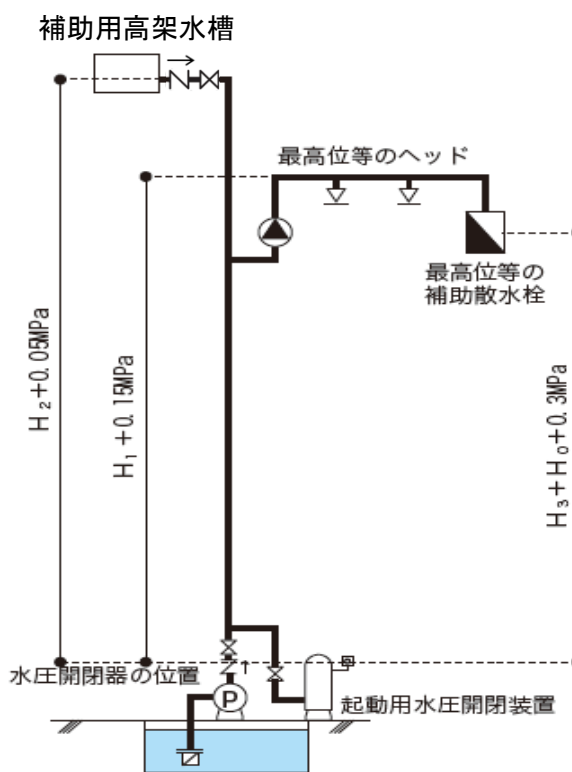 補助用高架水槽
最高位等のヘッド
最高位等の
補助散水栓
H₂+0.05MPa
H₁+0.15MPa
H₃+H₀+0.3MPa
水圧開閉器の位置
P
起動用水圧開閉装置